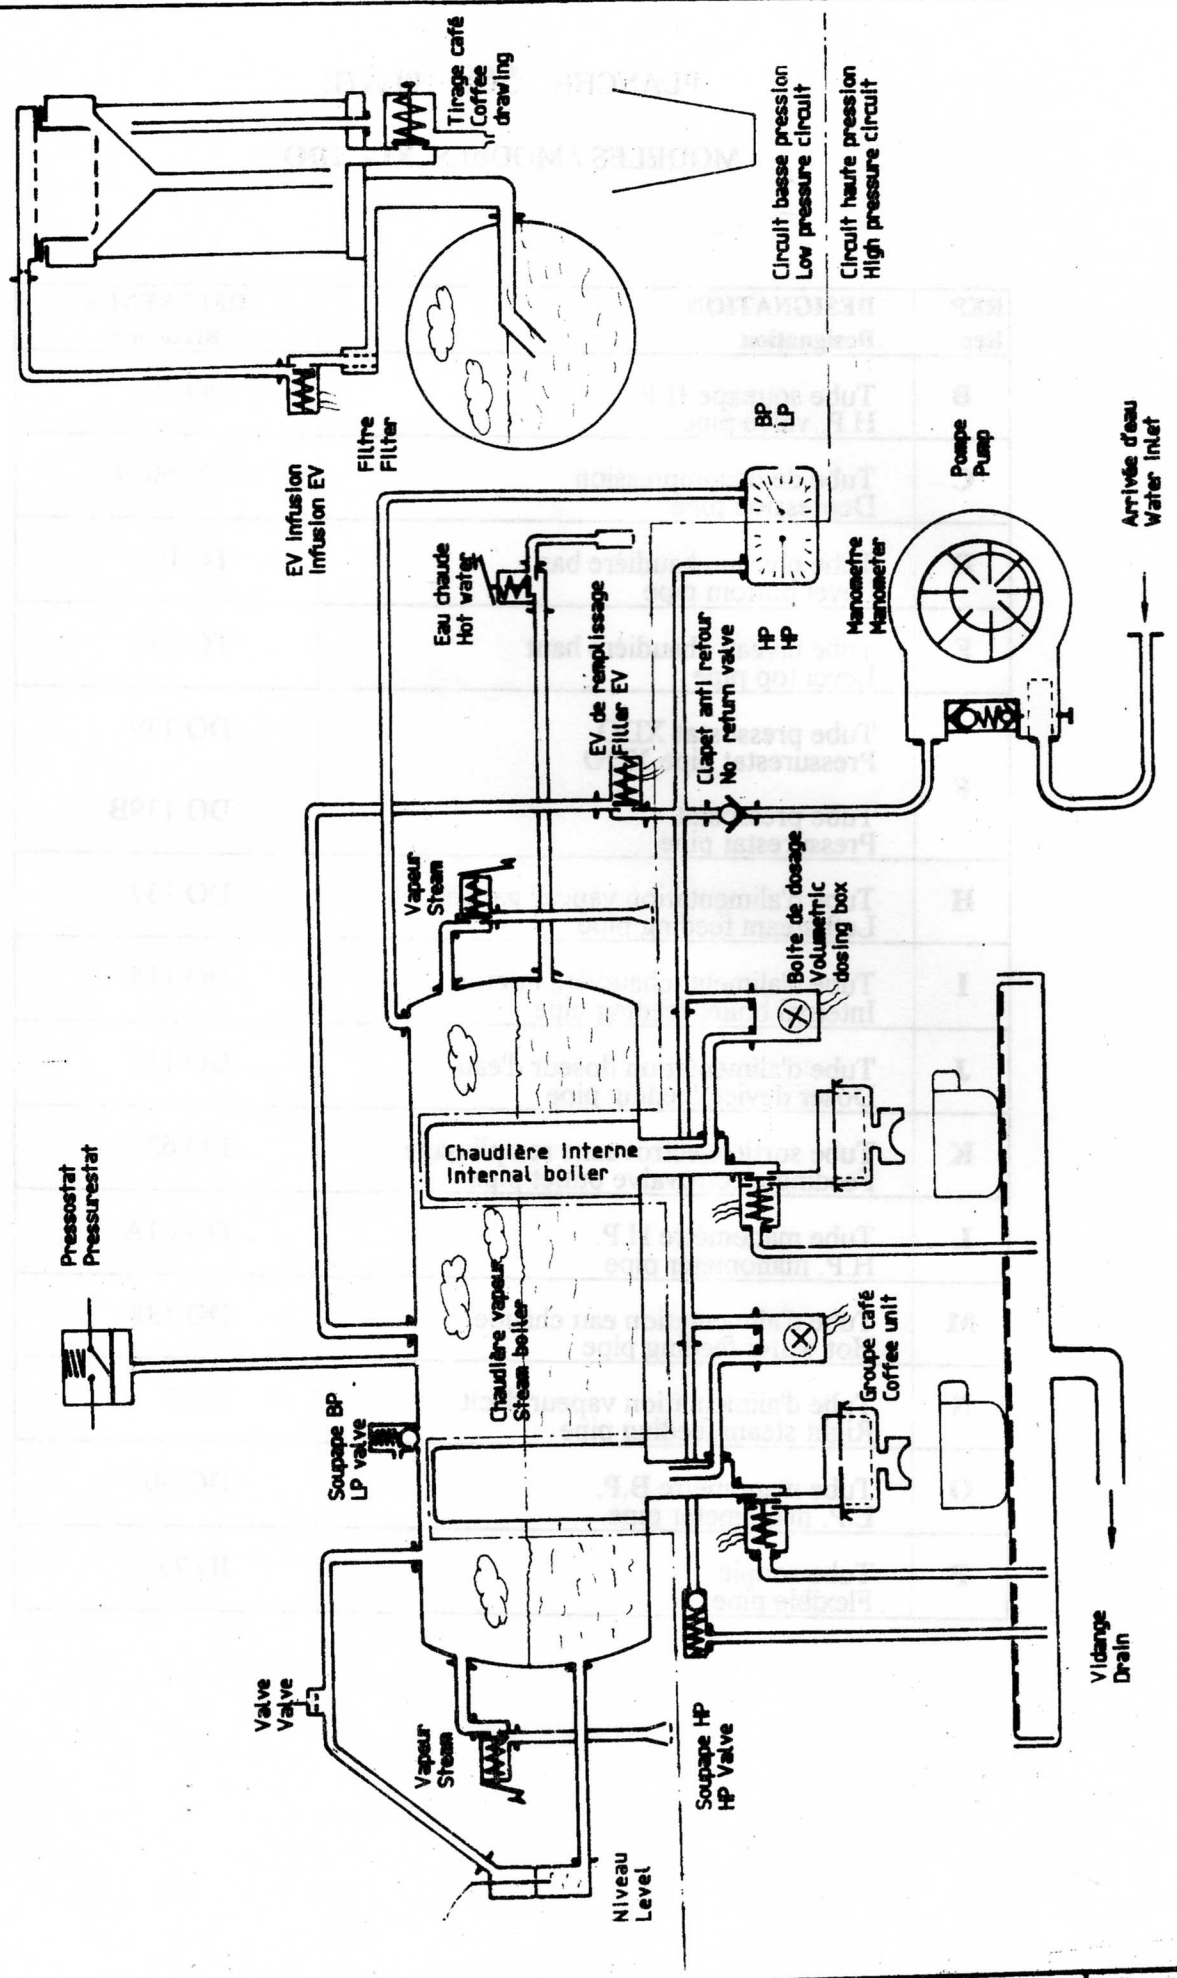 Pressostat
Pressurestat
Valve
Valve
Soupape BP
LP valve
Vapeur
Steam
Niveau
Level
Chaudière vapeur
Steam boiler
Chaudière interne
Internal boiler
Vapeur
Steam
Eau chaude
Hot water
EV infusion
Infusion EV
Filtre
Filter
Tirage café
Coffee
drawing
EV de remplissage
Filler EV
Clapet anti retour
No return valve
Boite de dosage
Volumetric
dosing box
HP
HP
BP
LP
Circuit basse pression
Low pressure circuit
Circuit haute pression
High pressure circuit
Manometre
Manometer
Pompe
Pump
Arrivée d'eau
Water inlet
Soupape HP
HP Valve
Groupe café
Coffee unit
Vidange
Drain